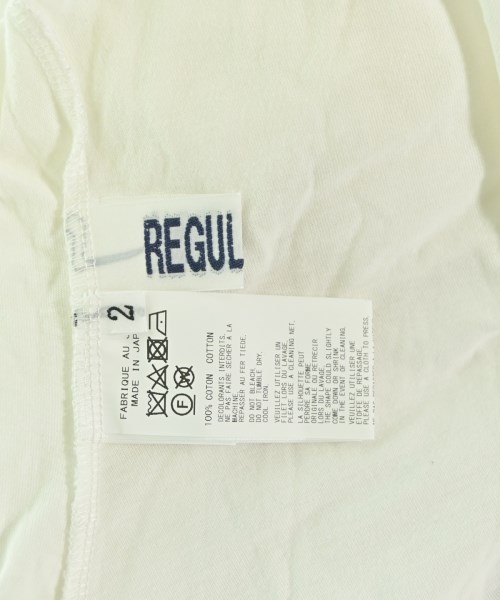 REGUL
2
FABRIQUE AU
MADE IN JAP
100% COTON COTTON
DECOLORANTS INTERDITS.
NE PAS FAIRE SECHER A LA
MACHINE.
REPASSER AU FER TIEDE.
DO NOT BLEACH.
DO NOT TUMBLE DRY.
COOL IRON.
VEUILLEZ UTILISER UN
FILET LORS DU LAVAGE.
PLEASE USE A CLEANING NET.
LA SILHOUETTE PEUT
PERDRE SA FORME
ORIGINALE OU RETRECIR
LORS DU LAVAGE.
THE SHAPE COULD SLIGHTLY
COME DOWN OR SHRINK
IN THE EVENT OF CLEANING.
VEUILLEZ UTILISER UNE
ETOFFE DE REPASSAGE.
PLEASE USE A CLOTH TO PRESS.